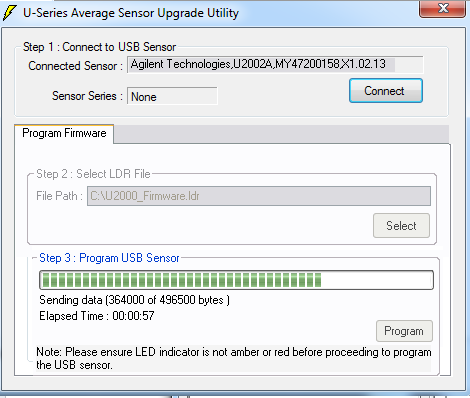 U-Series Average Sensor Upgrade Utility
Step 1 : Connect to USB Sensor
Connected Sensor : Agilent Technologies,U2002A,MY47200158,X1.02.13
Sensor Series : None
Connect
Program Firmware
Step 2 : Select LDR File
File Path : C:\U2000_Firmware.ldr
Select
Step 3 : Program USB Sensor
Sending data (364000 of 496500 bytes )
Elapsed Time : 00:00:57
Program
Note: Please ensure LED indicator is not amber or red before proceeding to program
the USB sensor.